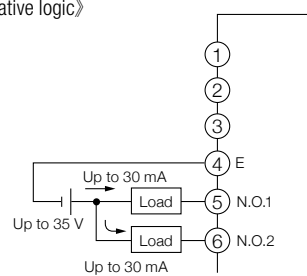 ative logic》
1
2
3
4 E
Up to 30 mA
Load 5 N.O.1
Up to 35 V
Load 6 N.O.2
Up to 30 mA